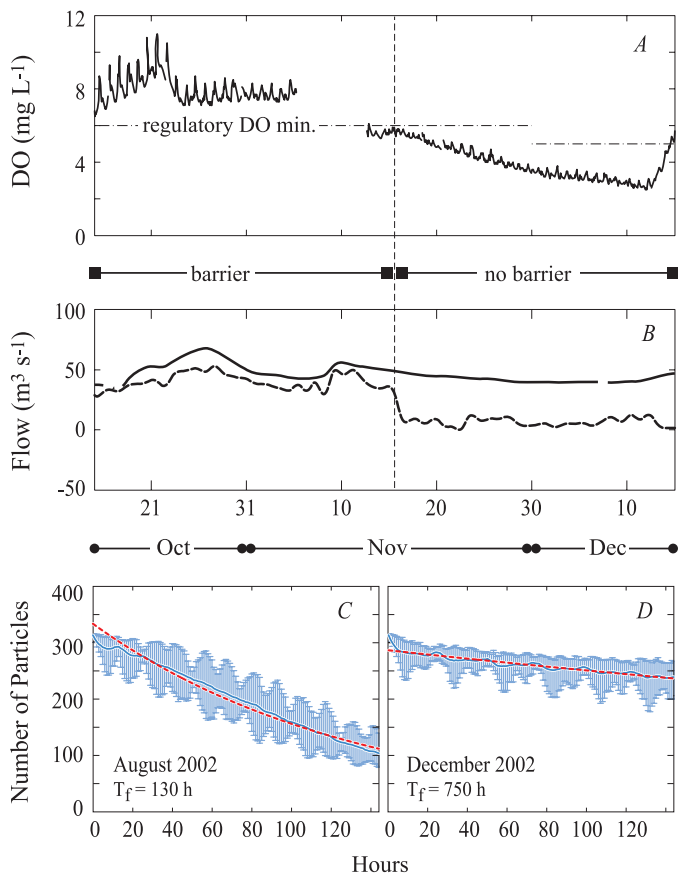 12
8
4
0
DO (mg L-1)
A
regulatory DO min.
barrier
no barrier
100
50
0
-50
Flow (m3 s-1)
B
21
31
10
20
30
10
Oct
Nov
Dec
400
300
200
100
0
Number of Particles
C
August 2002
Tf = 130 h
D
December 2002
Tf = 750 h
0 20 40 60 80 100 120
0 20 40 60 80 100 120
Hours